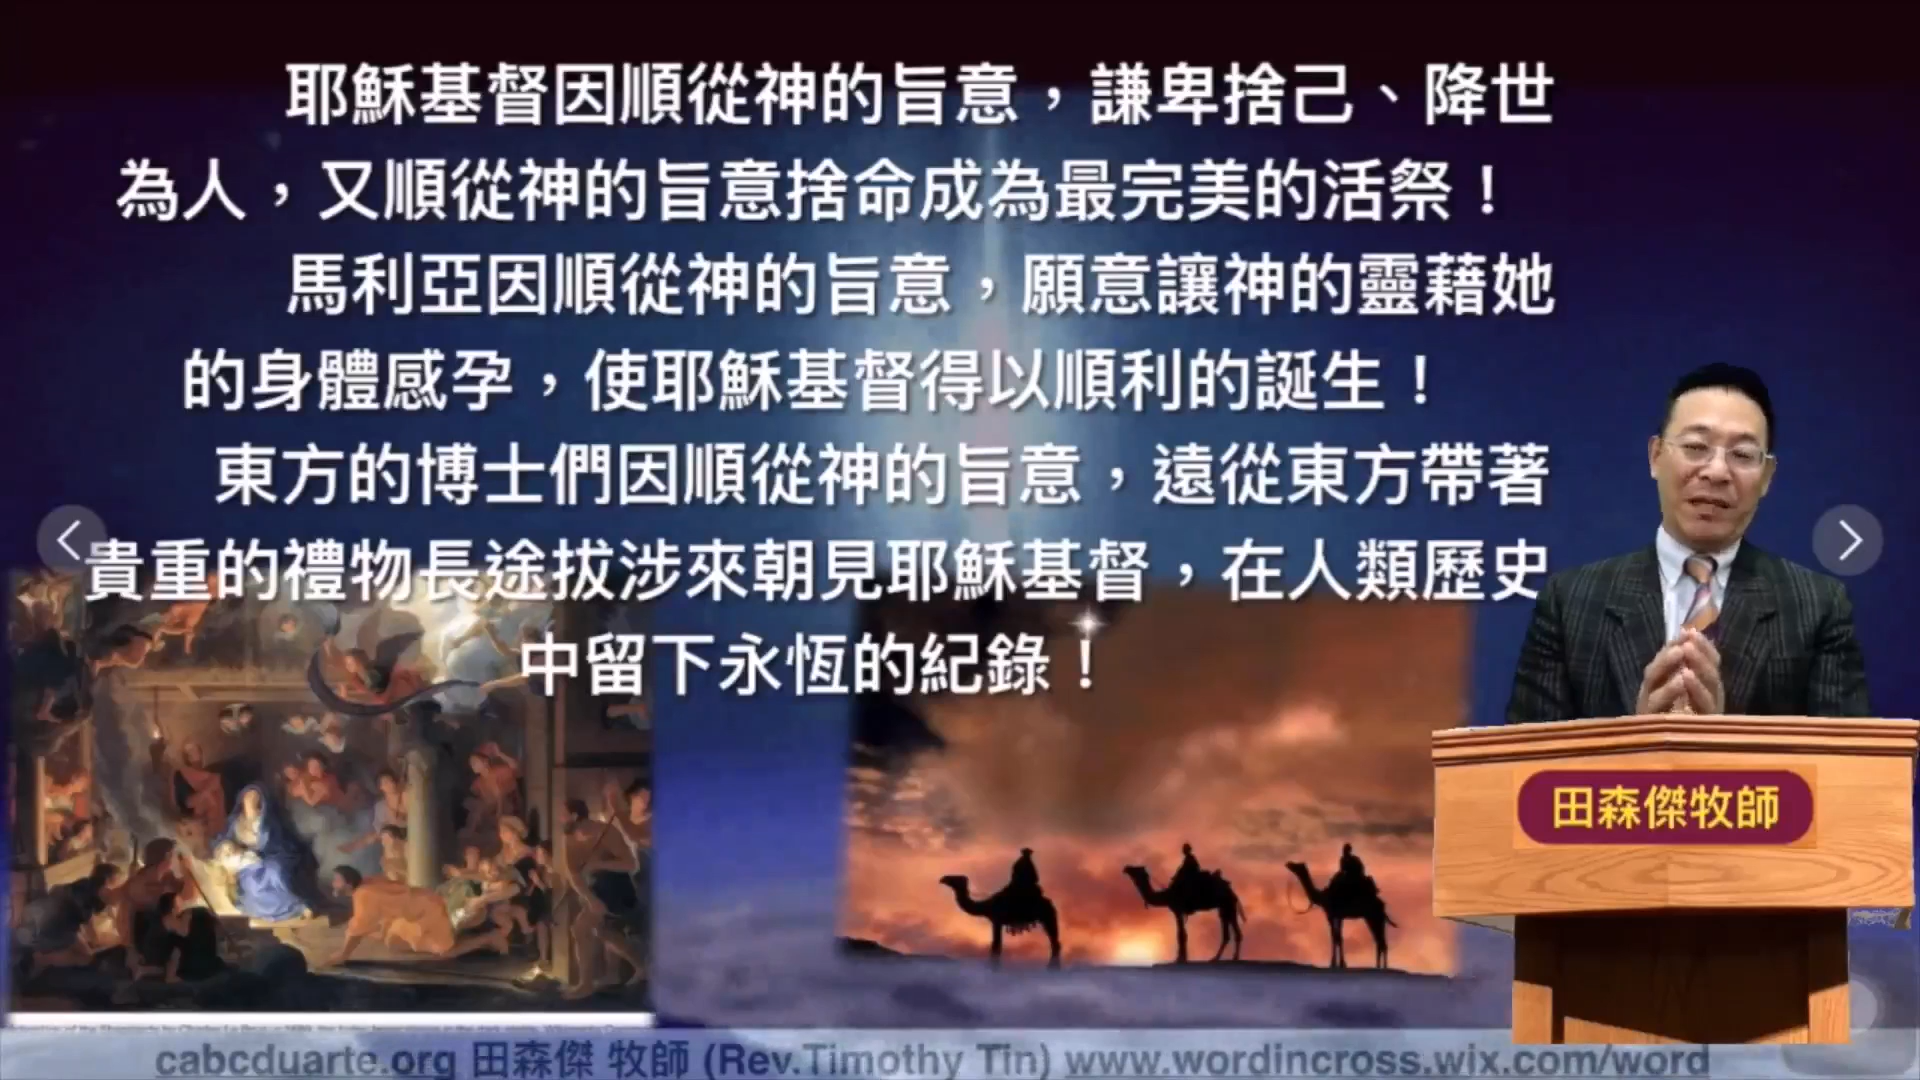 耶穌基督因順從神的旨意，謙卑捨己、降世
為人，又順從神的旨意捨命成為最完美的活祭！
馬利亞因順從神的旨意，願意讓神的靈藉她
的身體感孕，使耶穌基督得以順利的誕生！
東方的博士們因順從神的旨意，遠從東方帶著
貴重的禮物長途拔涉來朝見耶穌基督，在人類歷史
中留下永恆的紀錄！
田森傑牧師
cabcduarte.org 田森傑 牧師 (Rev.Timothy Tin) www.wordincross.wix.com/word